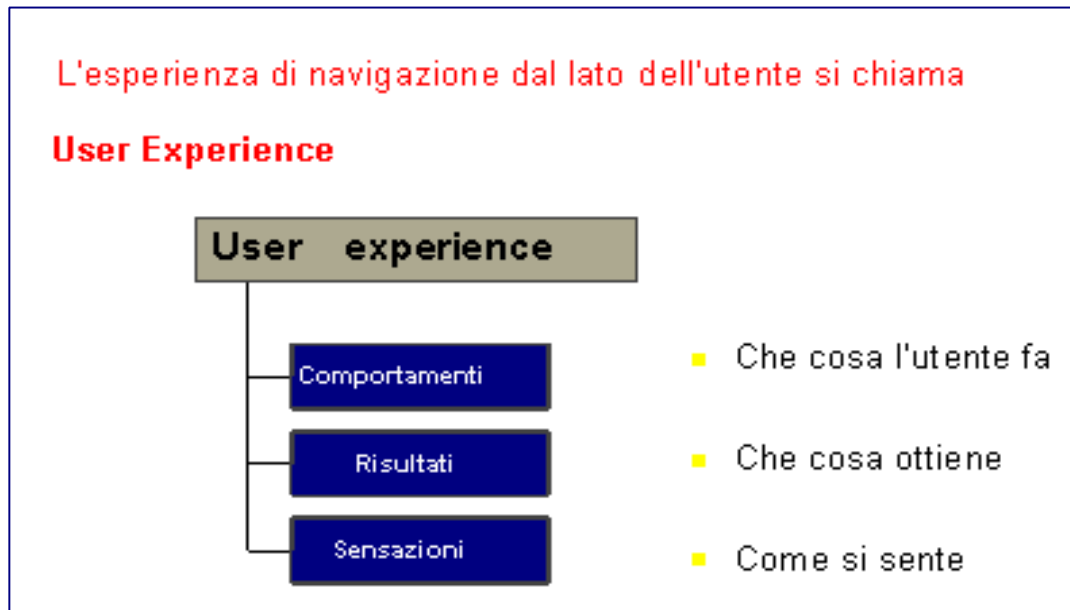 L'esperienza di navigazione dal lato dell'utente si chiama
User Experience
User experience
Comportamenti
Che cosa l'utente fa
Risultati
Che cosa ottiene
Sensazioni
Come si sente